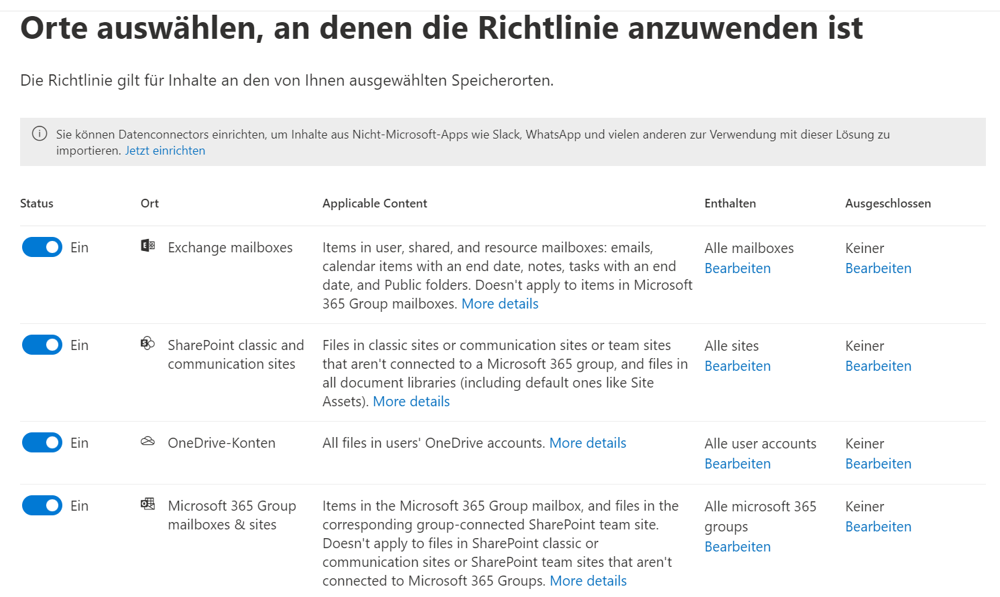 Orte auswählen, an denen die Richtlinie anzuwenden ist
Die Richtlinie gilt für Inhalte an den von Ihnen ausgewählten Speicherorten.
Sie können Datenconnectors einrichten, um Inhalte aus Nicht-Microsoft-Apps wie Slack, WhatsApp und vielen anderen zur Verwendung mit dieser Lösung zu
importieren. Jetzt einrichten
Status Ort Applicable Content Enthalten Ausgeschlossen
Ein
Exchange mailboxes
Items in user, shared, and resource mailboxes: emails,
calendar items with an end date, notes, tasks with an end
date, and Public folders. Doesn't apply to items in Microsoft
365 Group mailboxes. More details
Alle mailboxes
Bearbeiten
Keiner
Bearbeiten
Ein
SharePoint classic and
communication sites
Files in classic sites or communication sites or team sites
that aren't connected to a Microsoft 365 group, and files in
all document libraries (including default ones like Site
Assets). More details
Alle sites
Bearbeiten
Keiner
Bearbeiten
Ein
OneDrive-Konten
All files in users' OneDrive accounts. More details
Alle user accounts
Bearbeiten
Keiner
Bearbeiten
Ein
Microsoft 365 Group
mailboxes & sites
Items in the Microsoft 365 Group mailbox, and files in the
corresponding group-connected SharePoint team site.
Doesn't apply to files in SharePoint classic or
communication sites or SharePoint team sites that aren't
connected to Microsoft 365 Groups. More details
Alle microsoft 365
groups
Bearbeiten
Keiner
Bearbeiten